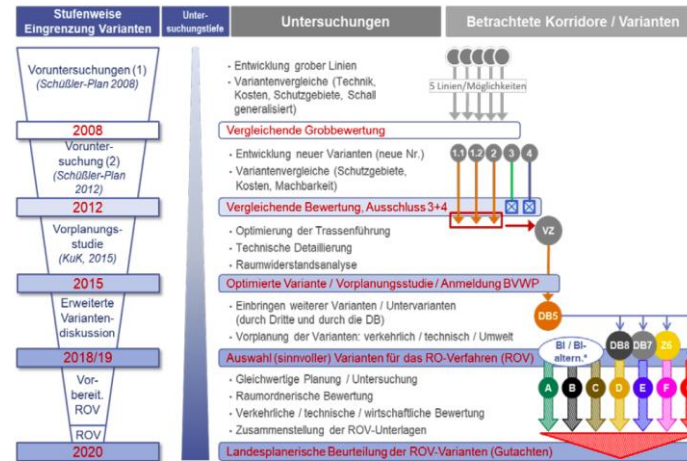 Stufenweise
Eingrenzung Varianten
Unter-
suchungstiefe
Untersuchungen
Betrachtete Korridore / Varianten
Voruntersuchungen (1)
(Schüßler-Plan 2008)
- Entwicklung grober Linien
- Variantenvergleiche (Technik,
Kosten, Schutzgebiete, Schall
generalisiert)
5 Linien/Möglichkeiten
2008
Vergleichende Grobbewertung
Vorunter-
suchung (2)
(Schüßler-Plan
2012)
- Entwicklung neuer Varianten (neue Nr.)
- Variantenvergleiche (Schutzgebiete,
Kosten, Machbarkeit)
1.1
1.2
2
3
4
2012
Vergleichende Bewertung, Ausschluss 3+4
Vorplanungs-
studie
(KuK, 2015)
- Optimierung der Trassenführung
- Technische Detaillierung
- Raumwiderstandsanalyse
VZ
2015
Optimierte Variante / Vorplanungsstudie / Anmeldung BVWP
Erweiterte
Varianten-
diskussion
- Einbringen weiterer Varianten / Untervarianten
(durch Dritte und durch die DB)
- Vorplanung der Varianten: verkehrlich / technisch / Umwelt
DB5
BI / BI-
altern.*
DB8
DB7
Z6
2018/19
Auswahl (sinnvoller) Varianten für das RO-Verfahren (ROV)
Vor-
bereit.
ROV
- Gleichwertige Planung / Untersuchung
- Raumordnerische Bewertung
- Verkehrliche / technische / wirtschaftliche Bewertung
- Zusammenstellung der ROV-Unterlagen
A
B
C
D
E
F
ROV
2020
Landesplanerische Beurteilung der ROV-Varianten (Gutachten)